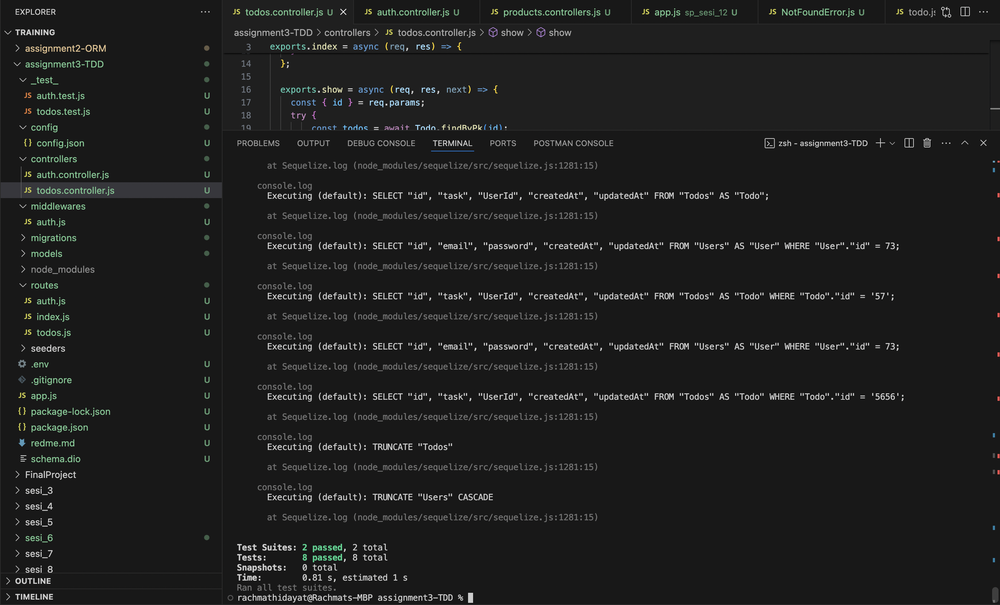 EXPLORER
TRAINING
assignment2-ORM
assignment3-TDD
_test_
JS auth.test.js U
JS todos.test.js U
config
{} config.json U
controllers
JS auth.controller.js U
JS todos.controller.js U
middlewares
JS auth.js U
migrations
models
node_modules
routes
JS auth.js U
JS index.js U
JS todos.js U
seeders
.env U
.gitignore U
JS app.js U
{} package-lock.json U
{} package.json U
redme.md U
schema.dio U
FinalProject
sesi_3
sesi_4
sesi_5
sesi_6
sesi_7
sesi_8
OUTLINE
TIMELINE
JS todos.controller.js U
JS auth.controller.js U
JS products.controllers.js U
JS app.js sp_sesi_12 U
JS NotFoundError.js U
JS todo.js
assignment3-TDD > controllers > JS todos.controller.js > show > show
3 exports.index = async (req, res) => {
14 };
15
16 exports.show = async (req, res, next) => {
17 const { id } = req.params;
18 try {
19 const todos = await Todo.findByPk(id);
PROBLEMS OUTPUT DEBUG CONSOLE TERMINAL PORTS POSTMAN CONSOLE
zsh - assignment3-TDD
at Sequelize.log (node_modules/sequelize/src/sequelize.js:1281:15)
console.log
Executing (default): SELECT "id", "task", "UserId", "createdAt", "updatedAt" FROM "Todos" AS "Todo";
at Sequelize.log (node_modules/sequelize/src/sequelize.js:1281:15)
console.log
Executing (default): SELECT "id", "email", "password", "createdAt", "updatedAt" FROM "Users" AS "User" WHERE "User"."id" = 73;
at Sequelize.log (node_modules/sequelize/src/sequelize.js:1281:15)
console.log
Executing (default): SELECT "id", "task", "UserId", "createdAt", "updatedAt" FROM "Todos" AS "Todo" WHERE "Todo"."id" = '57';
at Sequelize.log (node_modules/sequelize/src/sequelize.js:1281:15)
console.log
Executing (default): SELECT "id", "email", "password", "createdAt", "updatedAt" FROM "Users" AS "User" WHERE "User"."id" = 73;
at Sequelize.log (node_modules/sequelize/src/sequelize.js:1281:15)
console.log
Executing (default): SELECT "id", "task", "UserId", "createdAt", "updatedAt" FROM "Todos" AS "Todo" WHERE "Todo"."id" = '5656';
at Sequelize.log (node_modules/sequelize/src/sequelize.js:1281:15)
console.log
Executing (default): TRUNCATE "Todos"
at Sequelize.log (node_modules/sequelize/src/sequelize.js:1281:15)
console.log
Executing (default): TRUNCATE "Users" CASCADE
at Sequelize.log (node_modules/sequelize/src/sequelize.js:1281:15)
Test Suites: 2 passed, 2 total
Tests: 8 passed, 8 total
Snapshots: 0 total
Time: 0.81 s, estimated 1 s
Ran all test suites.
rachmathidayat@Rachmats-MBP assignment3-TDD %